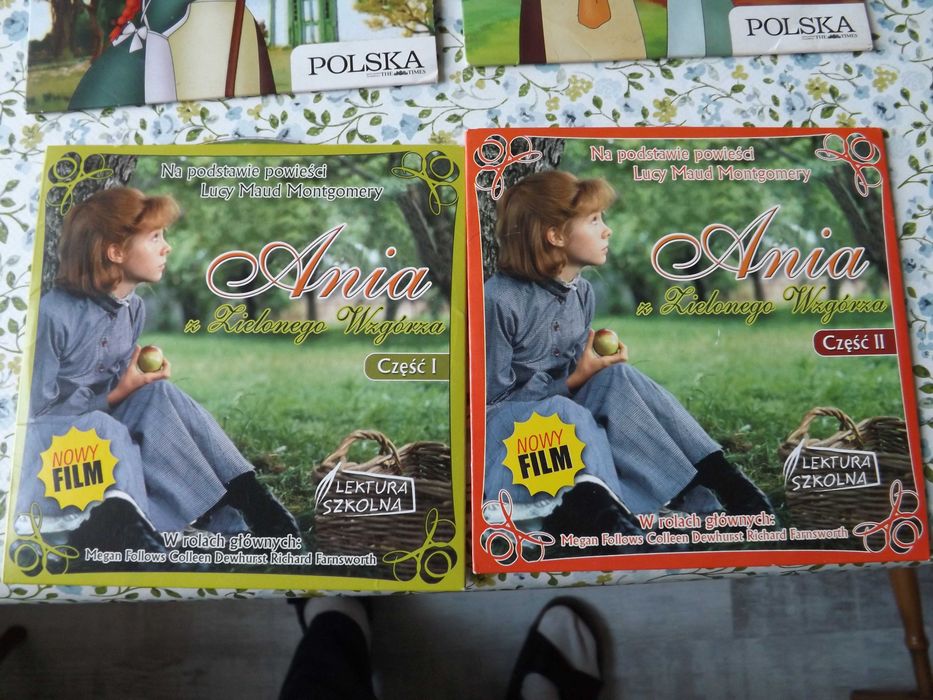 POLSKA
THE TIMES
POLSKA
THE TIMES
Na podstawie powieści
Lucy Maud Montgomery
Ania
z Zielonego Wzgórza
Część I
NOWY
FILM
LEKTURA
SZKOLNA
W rolach głównych:
Megan Follows Colleen Dewhurst Richard Farnsworth
Na podstawie powieści
Lucy Maud Montgomery
Ania
z Zielonego Wzgórza
Część II
NOWY
FILM
LEKTURA
SZKOLNA
W rolach głównych:
Megan Follows Colleen Dewhurst Richard Farnsworth